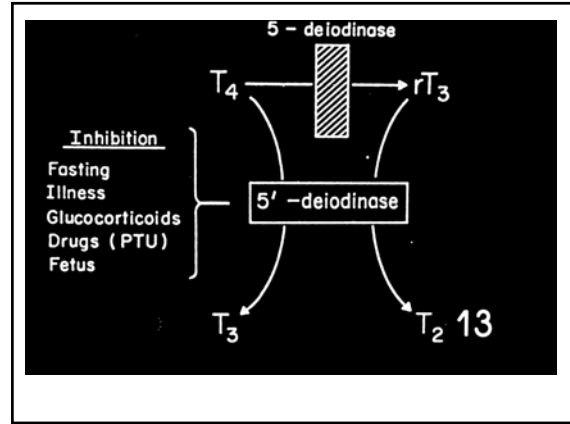 5 - deiodinase
T₄
rT₃
Inhibition
Fasting
Illness
Glucocorticoids
Drugs (PTU)
Fetus
5' -deiodinase
T₃
T₂ 13